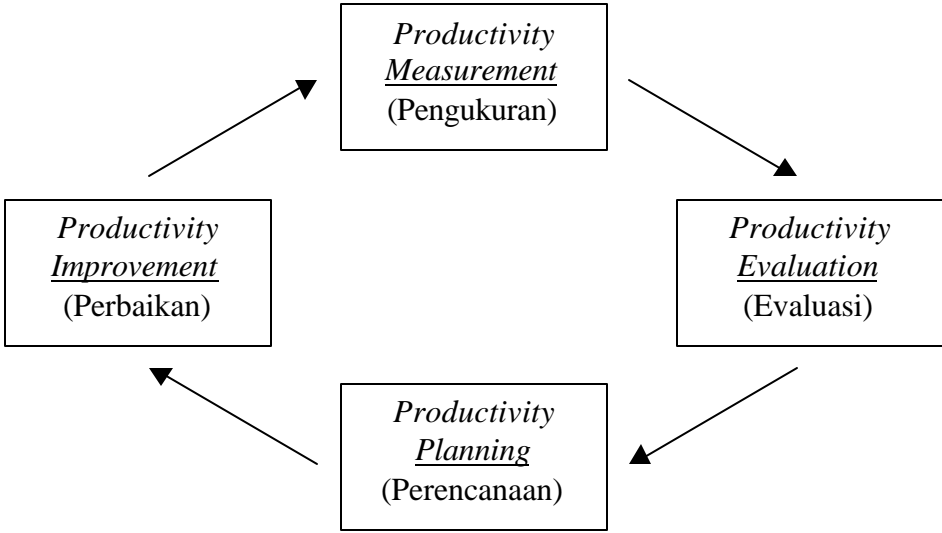 Productivity
Measurement
(Pengukuran)
Productivity
Improvement
(Perbaikan)
Productivity
Evaluation
(Evaluasi)
Productivity
Planning
(Perencanaan)